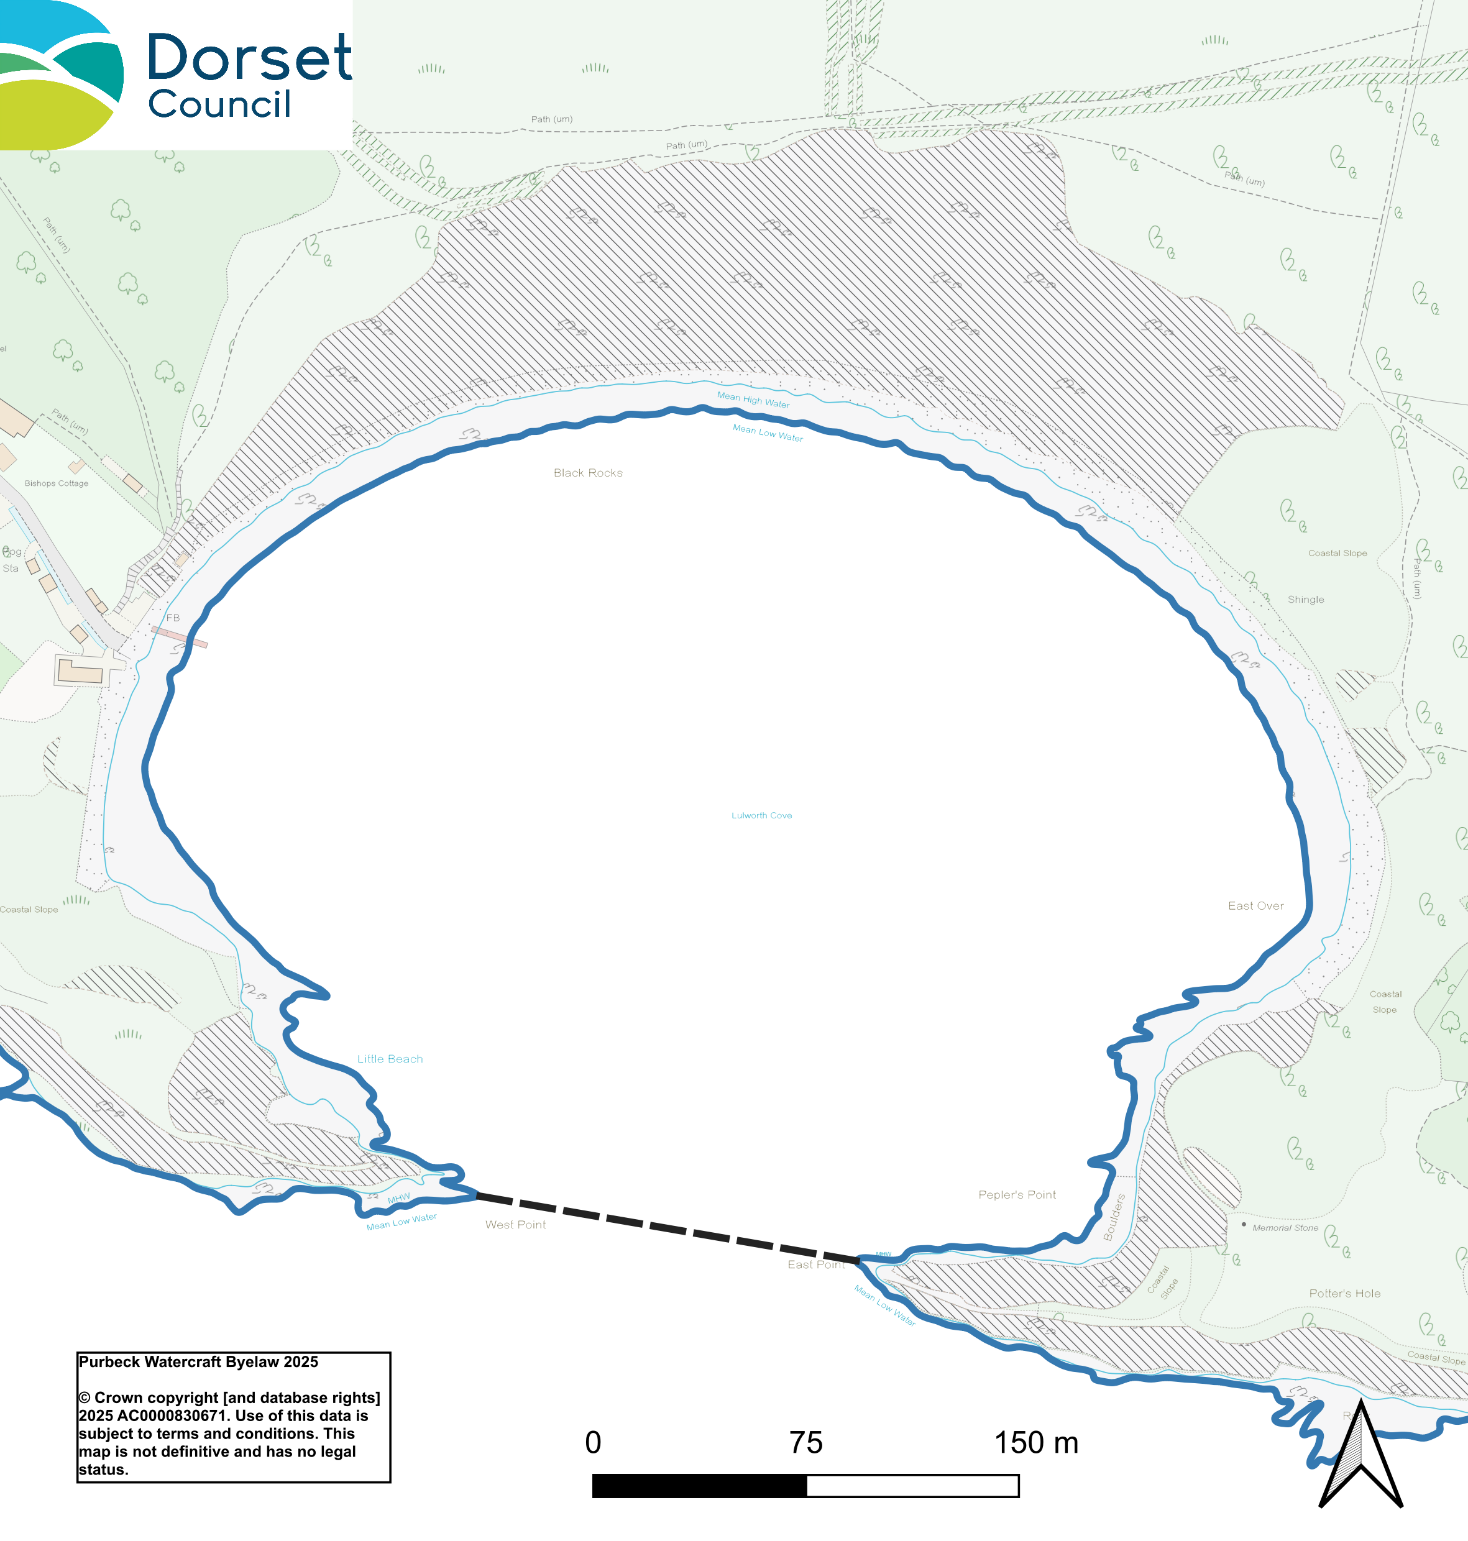 Dorset
Council
Path (um)
Path (um)
Path (um)
Path (um)
Path (um)
Mean High Water
Mean Low Water
Black Rocks
Bishops Cottage
Sta
FB
Coastal Slope
Shingle
Path (um)
Lulworth Cove
East Over
Coastal Slope
Coastal
Slope
Little Beach
MHW
Mean Low Water
West Point
Pepler's Point
Boulders
Memorial Stone
East Point
MHW
Mean Low Water
Coastal
Slope
Potter's Hole
Coastal Slope
Purbeck Watercraft Byelaw 2025
© Crown copyright [and database rights]
2025 AC0000830671. Use of this data is
subject to terms and conditions. This
map is not definitive and has no legal
status.
0 75 150 m